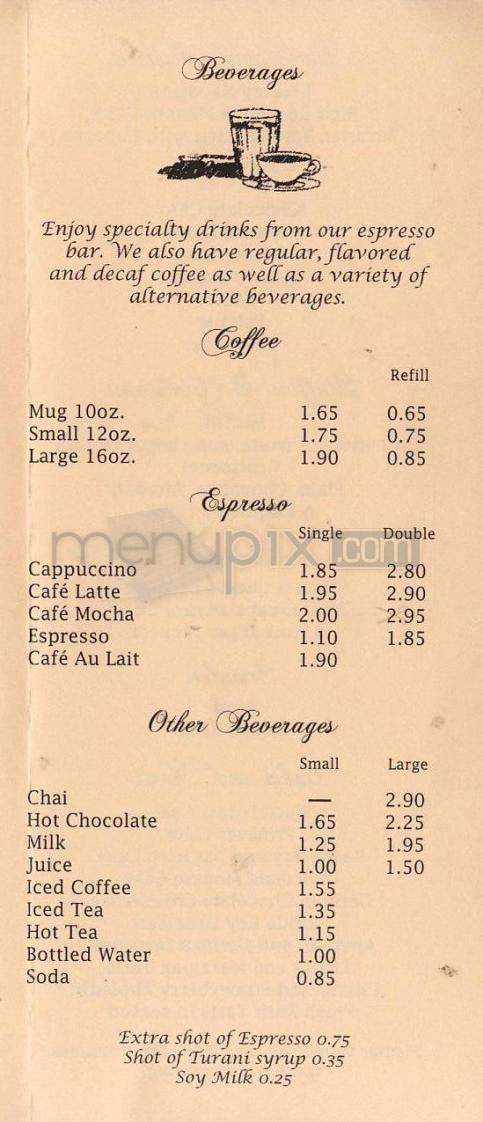 Beverages
Enjoy specialty drinks from our espresso
bar. We also have regular, flavored
and decaf coffee as well as a variety of
alternative beverages.
Coffee
Refill
Mug 10oz. 1.65 0.65
Small 12oz. 1.75 0.75
Large 16oz. 1.90 0.85
Espresso
Single Double
menupix.com
Cappuccino 1.85 2.80
Café Latte 1.95 2.90
Café Mocha 2.00 2.95
Espresso 1.10 1.85
Café Au Lait 1.90
Other Beverages
Small Large
Chai — 2.90
Hot Chocolate 1.65 2.25
Milk 1.25 1.95
Juice 1.00 1.50
Iced Coffee 1.55
Iced Tea 1.35
Hot Tea 1.15
Bottled Water 1.00
Soda 0.85
Extra shot of Espresso 0.75
Shot of Turani syrup 0.35
Soy Milk 0.25